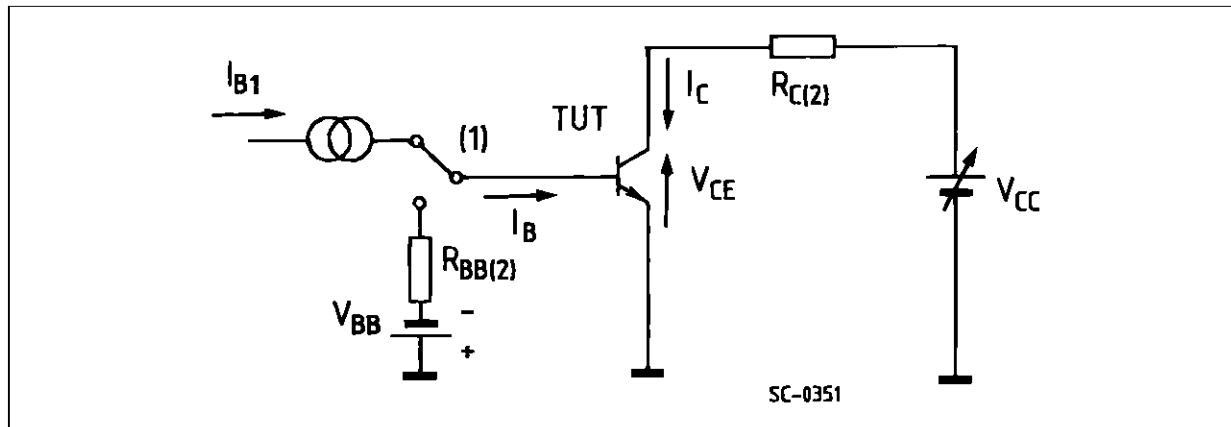 I_B1
(1)
TUT
I_C
R_C(2)
V_CE
V_CC
I_B
R_BB(2)
V_BB
-
+
SC-0351